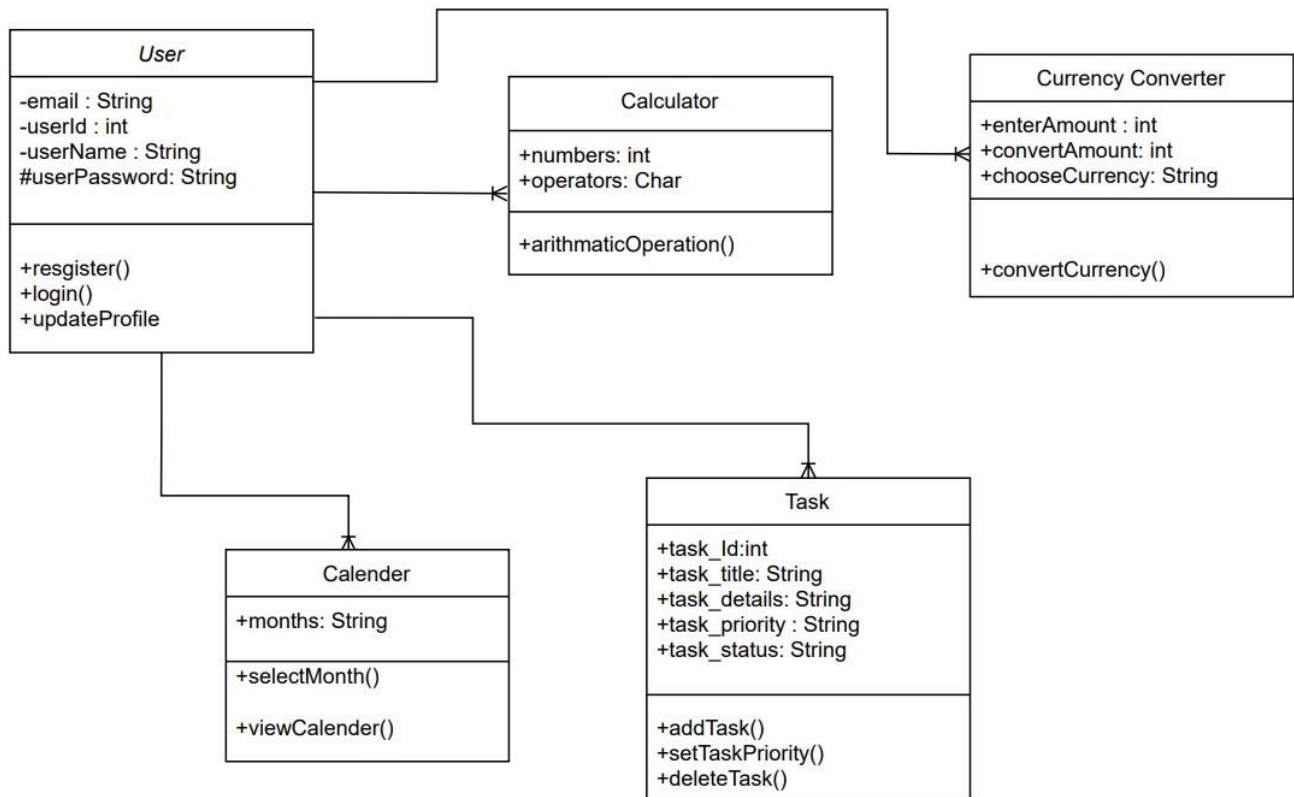 User
-email : String
-userId : int
-userName : String
#userPassword: String
+resgister()
+login()
+updateProfile
Calculator
+numbers: int
+operators: Char
+arithmaticOperation()
Currency Converter
+enterAmount : int
+convertAmount: int
+chooseCurrency: String
+convertCurrency()
Calender
+months: String
+selectMonth()
+viewCalender()
Task
+task_Id:int
+task_title: String
+task_details: String
+task_priority : String
+task_status: String
+addTask()
+setTaskPriority()
+deleteTask()